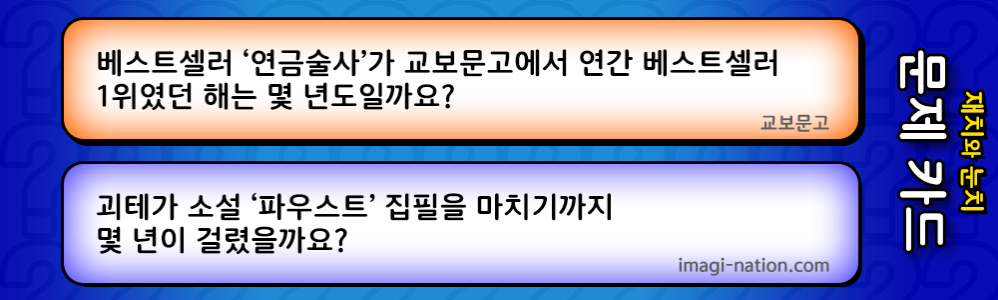 베스트셀러 ‘연금술사’가 교보문고에서 연간 베스트셀러
1위였던 해는 몇 년도일까요?
교보문고
괴테가 소설 ‘파우스트’ 집필을 마치기까지
몇 년이 걸렸을까요?
imagi-nation.com
재치와 눈치
문제 카드